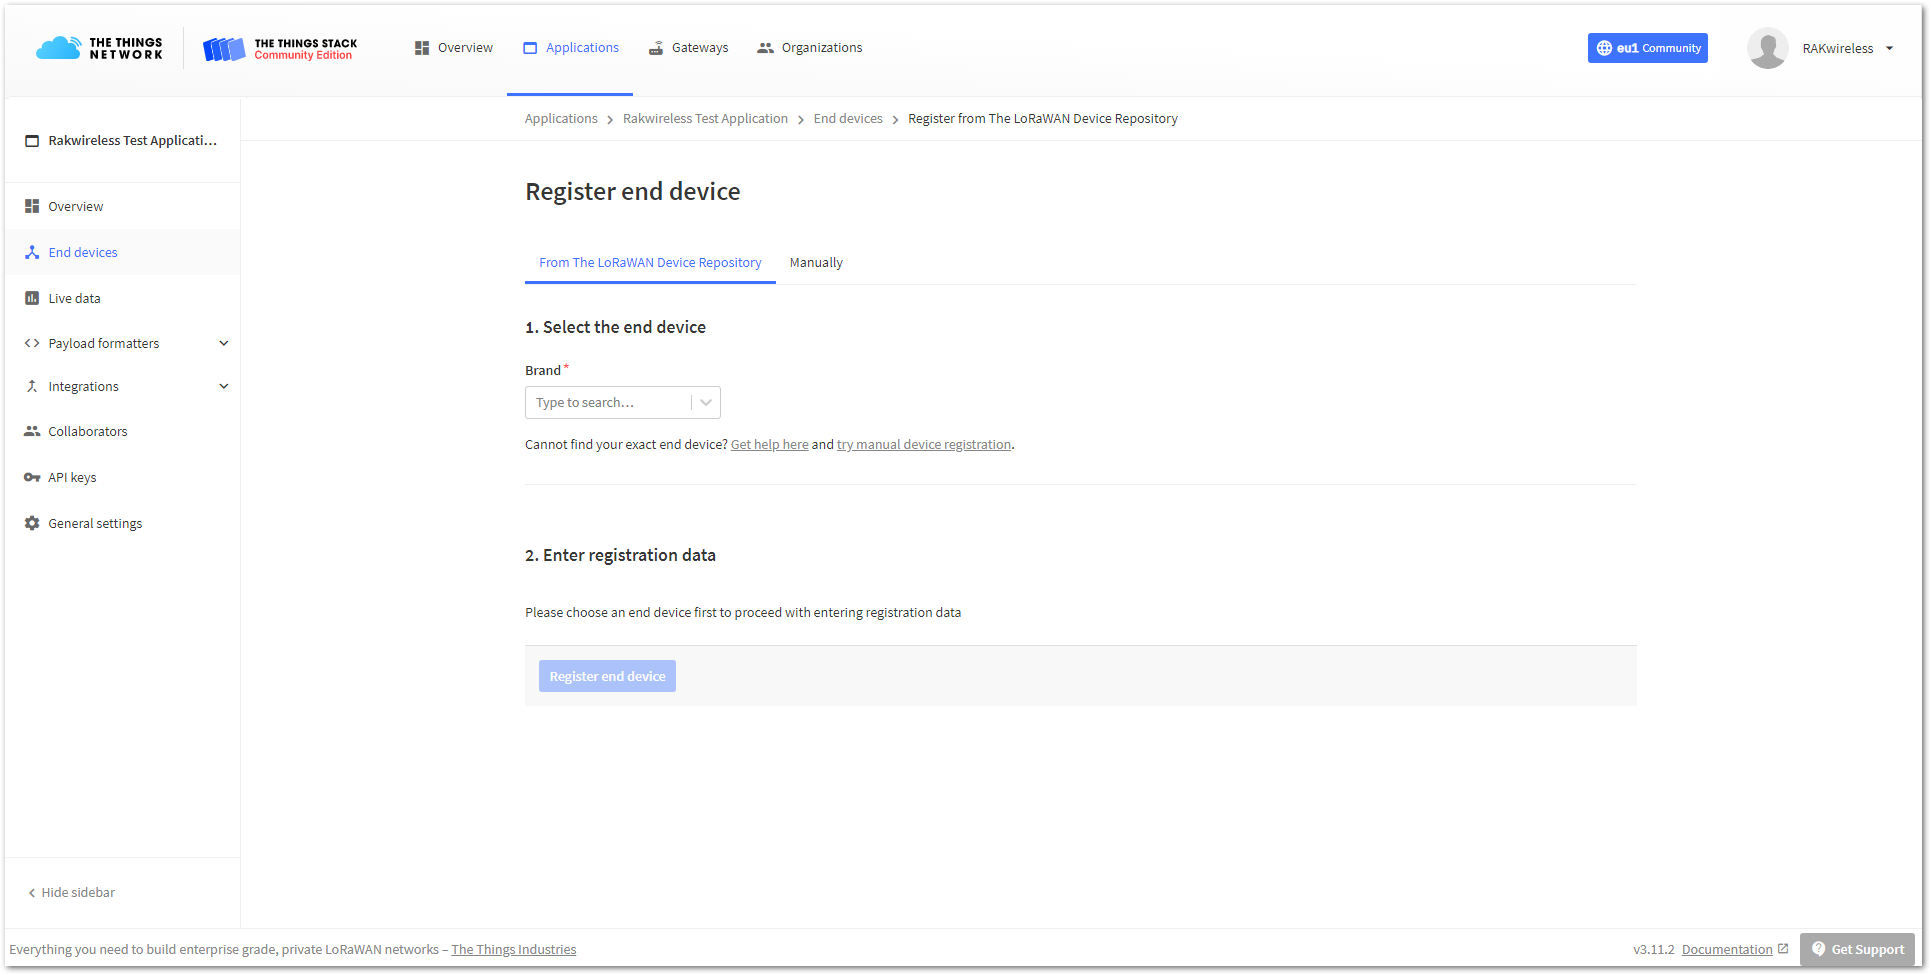 THE THINGS
NETWORK
THE THINGS STACK
Community Edition
Overview
Applications
Gateways
Organizations
eu1 Community
RAKwireless
Rakwireless Test Applicati...
Overview
End devices
Live data
Payload formatters
Integrations
Collaborators
API keys
General settings
Hide sidebar
Applications > Rakwireless Test Application > End devices > Register from The LoRaWAN Device Repository
Register end device
From The LoRaWAN Device Repository
Manually
1. Select the end device
Brand*
Type to search...
Cannot find your exact end device? Get help here and try manual device registration.
2. Enter registration data
Please choose an end device first to proceed with entering registration data
Register end device
Everything you need to build enterprise grade, private LoRaWAN networks – The Things Industries
v3.11.2 Documentation
Get Support